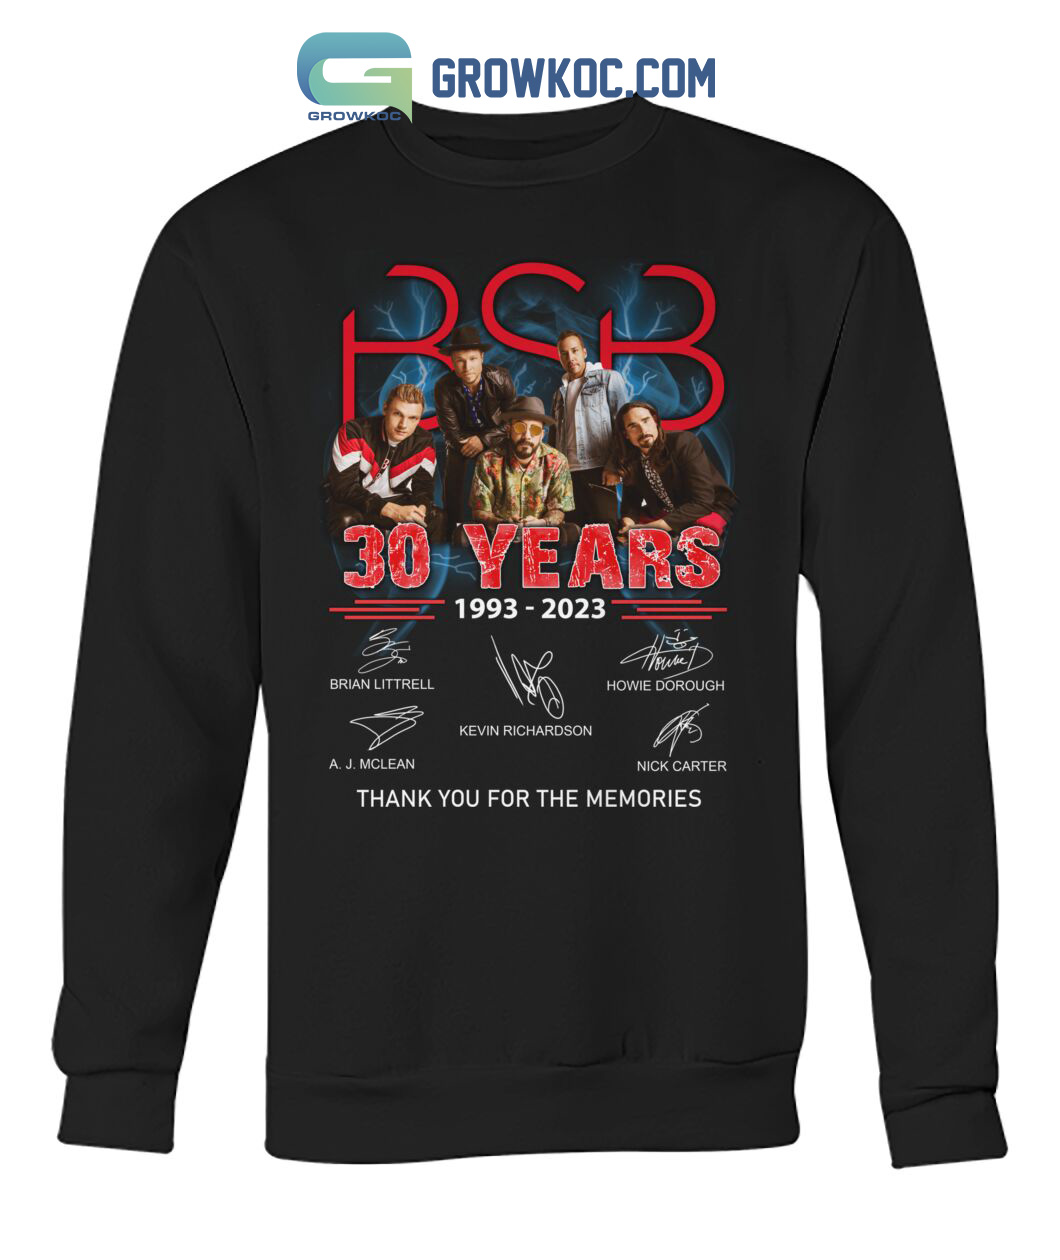 GROWKOC.COM
GROWKOC
BSB
30 YEARS
1993 - 2023
BRIAN LITTRELL
KEVIN RICHARDSON
Howie D
HOWIE DOROUGH
A. J. MCLEAN
NICK CARTER
THANK YOU FOR THE MEMORIES